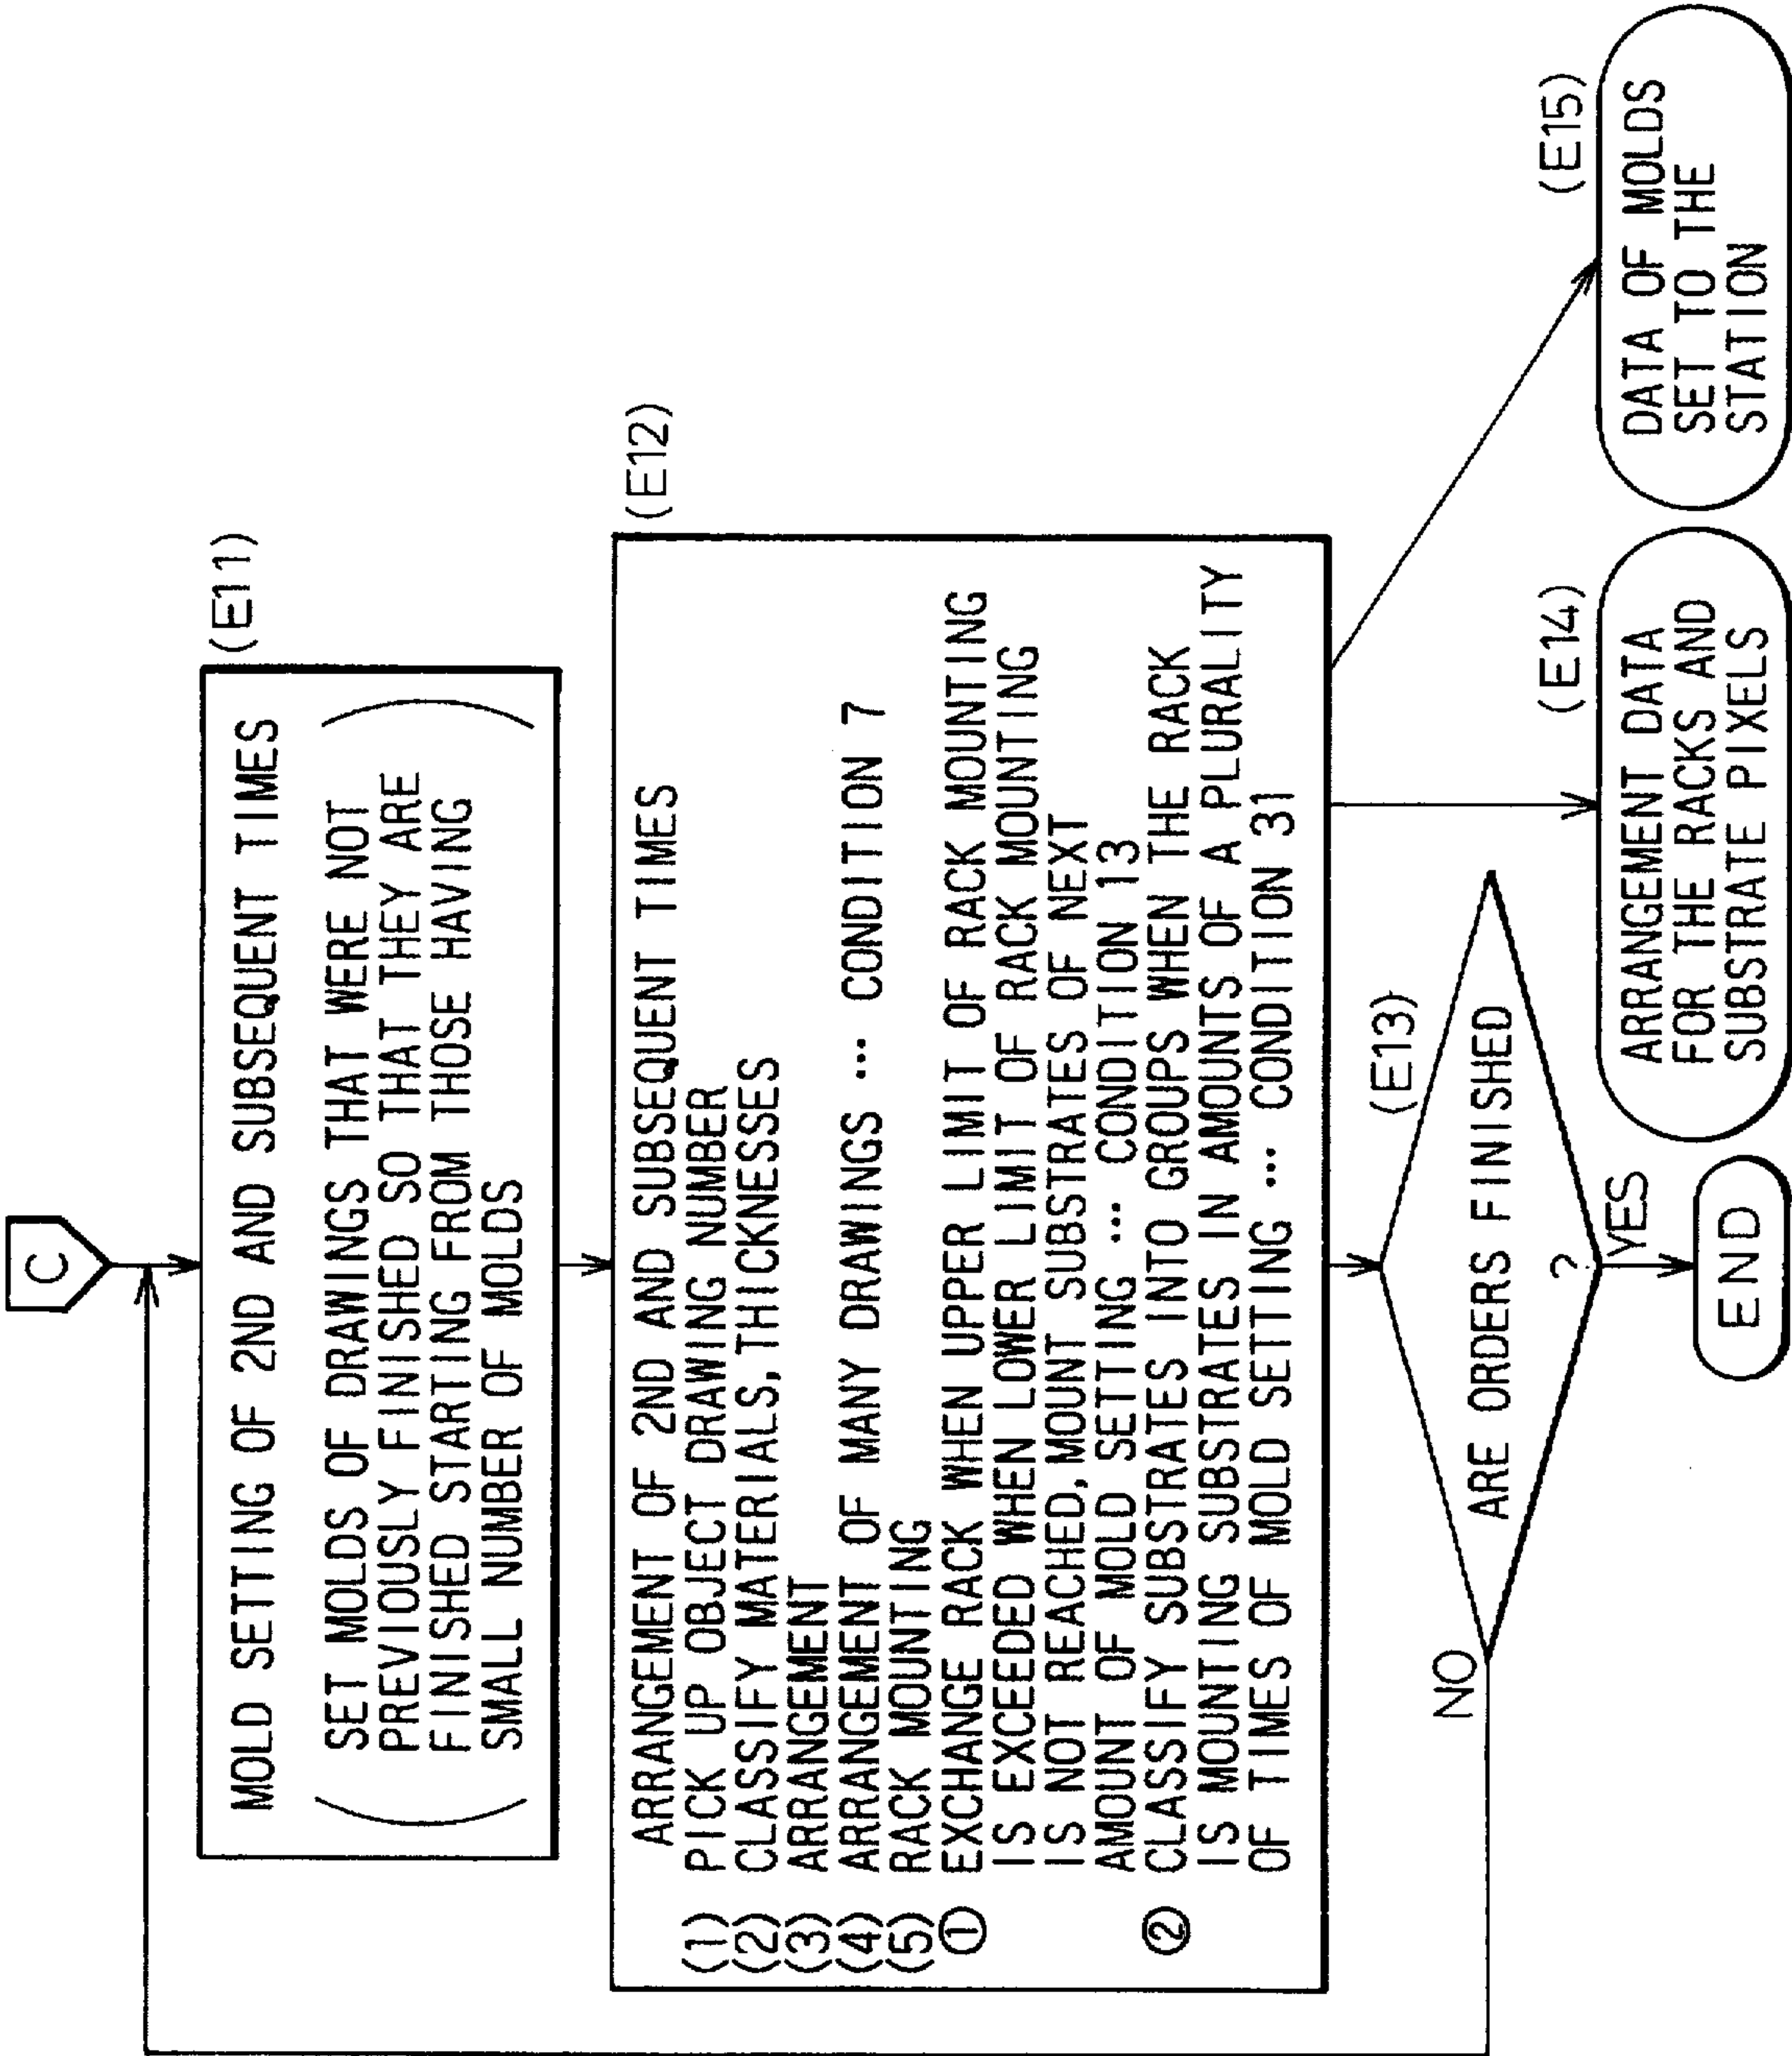 C
(E11)
MOLD SETTING OF 2ND AND SUBSEQUENT TIMES
SET MOLDS OF DRAWINGS THAT WERE NOT
PREVIOUSLY FINISHED SO THAT THEY ARE
FINISHED STARTING FROM THOSE HAVING
SMALL NUMBER OF MOLDS
(E12)
ARRANGEMENT OF 2ND AND SUBSEQUENT TIMES
(1) PICK UP OBJECT DRAWING NUMBER
(2) CLASSIFY MATERIALS,THICKNESSES
(3) ARRANGEMENT
(4) ARRANGEMENT OF MANY DRAWINGS ... CONDITION 7
(5) RACK MOUNTING
① EXCHANGE RACK WHEN UPPER LIMIT OF RACK MOUNTING
IS EXCEEDED WHEN LOWER LIMIT OF RACK MOUNTING
IS NOT REACHED,MOUNT SUBSTRATES OF NEXT
AMOUNT OF MOLD SETTING ... CONDITION 13
② CLASSIFY SUBSTRATES INTO GROUPS WHEN THE RACK
IS MOUNTING SUBSTRATES IN AMOUNTS OF A PLURALITY
OF TIMES OF MOLD SETTING ... CONDITION 31
(E13)
ARE ORDERS FINISHED
?
NO
YES
END
(E14)
ARRANGEMENT DATA
FOR THE RACKS AND
SUBSTRATE PIXELS
(E15)
DATA OF MOLDS
SET TO THE
STATION